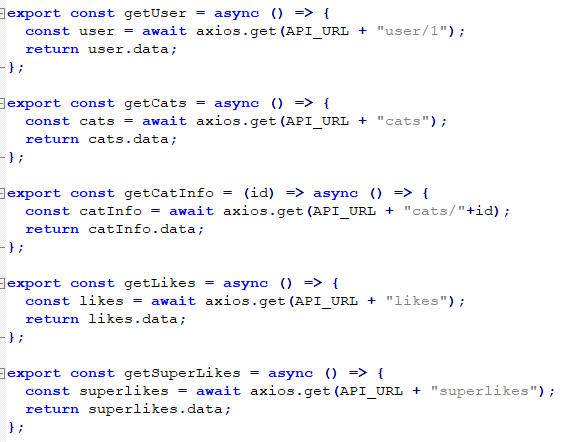 export const getUser = async () => {
  const user = await axios.get(API_URL + "user/1");
  return user.data;
};
export const getCats = async () => {
  const cats = await axios.get(API_URL + "cats");
  return cats.data;
};
export const getCatInfo = (id) => async () => {
  const catInfo = await axios.get(API_URL + "cats/"+id);
  return catInfo.data;
};
export const getLikes = async () => {
  const likes = await axios.get(API_URL + "likes");
  return likes.data;
};
export const getSuperLikes = async () => {
  const superlikes = await axios.get(API_URL + "superlikes");
  return superlikes.data;
};